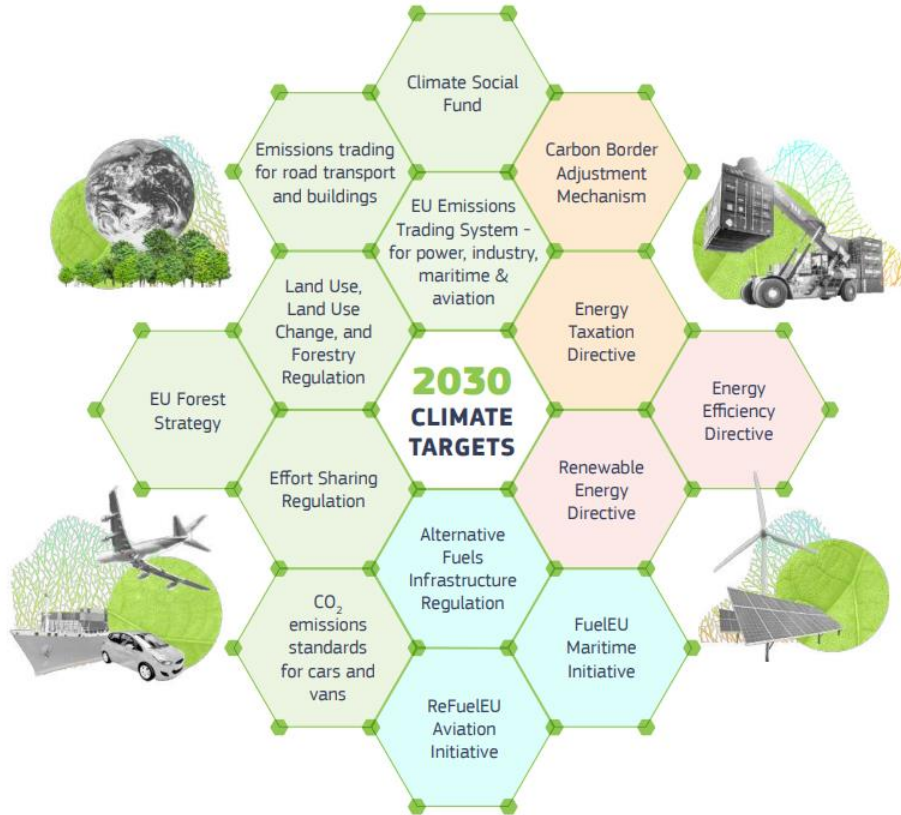 Climate Social
Fund
Emissions trading
for road transport
and buildings
Carbon Border
Adjustment
Mechanism
EU Emissions
Trading System -
for power, industry,
maritime &
aviation
Land Use,
Land Use
Change, and
Forestry
Regulation
Energy
Taxation
Directive
EU Forest
Strategy
2030
CLIMATE
TARGETS
Energy
Efficiency
Directive
Effort Sharing
Regulation
Renewable
Energy
Directive
Alternative
Fuels
Infrastructure
Regulation
CO₂
emissions
standards
for cars and
vans
FuelEU
Maritime
Initiative
ReFuelEU
Aviation
Initiative